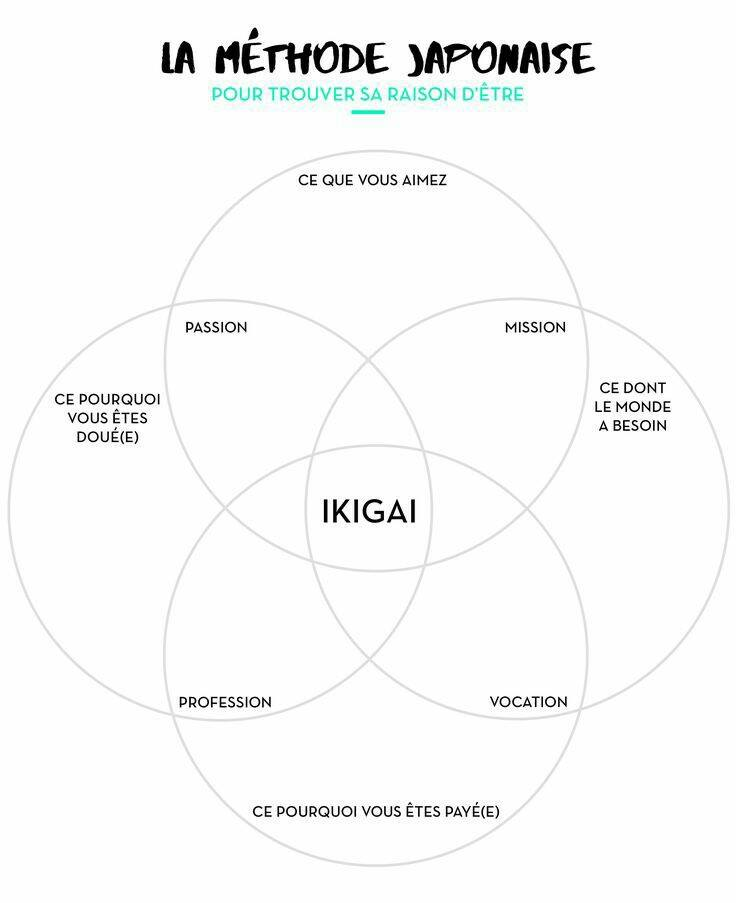 LA MÉTHODE JAPONAISE
POUR TROUVER SA RAISON D'ÊTRE
CE QUE VOUS AIMEZ
PASSION
MISSION
CE POURQUOI
VOUS ÊTES
DOUÉ(E)
CE DONT
LE MONDE
A BESOIN
IKIGAI
PROFESSION
VOCATION
CE POURQUOI VOUS ÊTES PAYÉ(E)